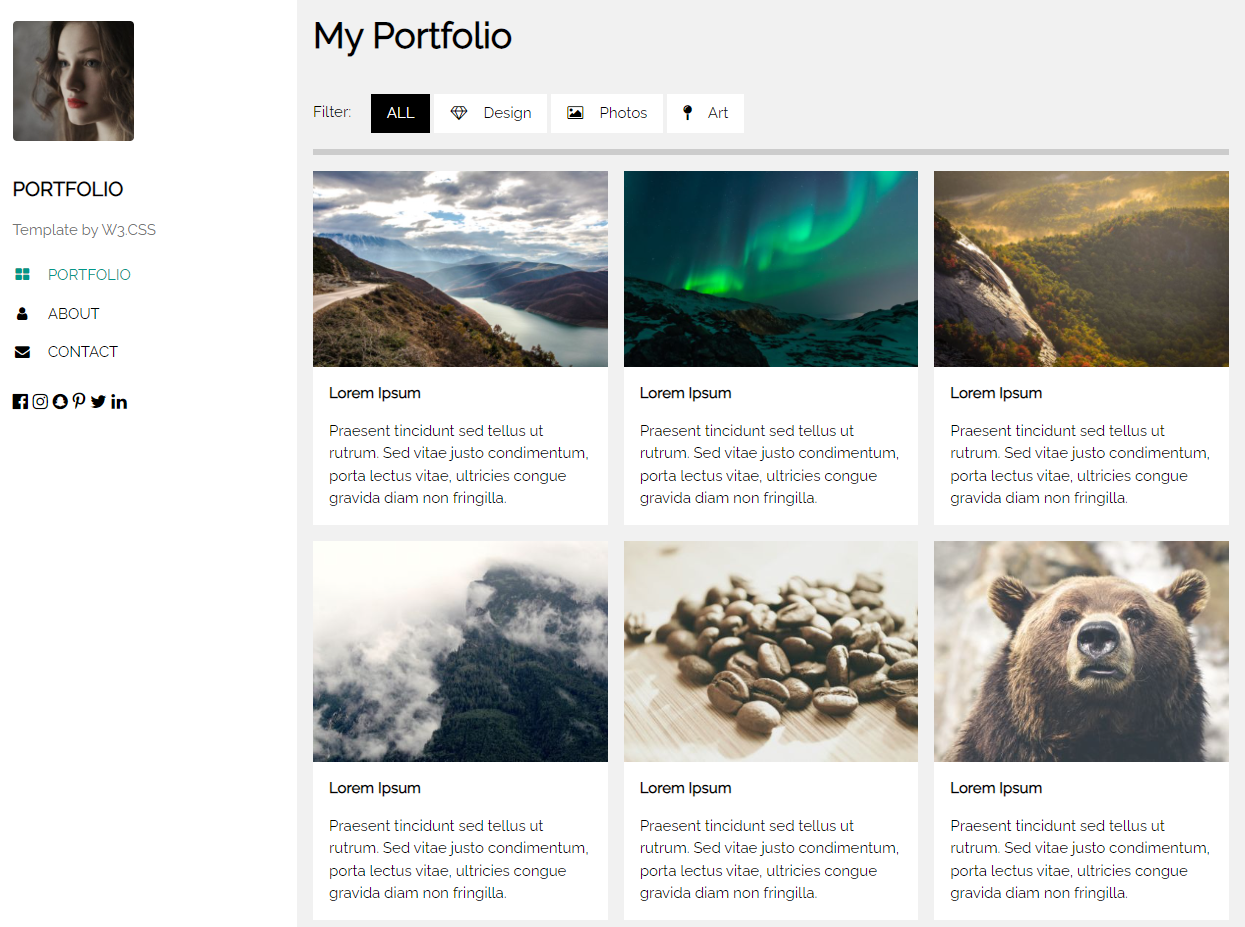 My Portfolio
Filter:
ALL
Design
Photos
Art
PORTFOLIO
Template by W3.CSS
PORTFOLIO
ABOUT
CONTACT
Lorem Ipsum
Praesent tincidunt sed tellus ut
rutrum. Sed vitae justo condimentum,
porta lectus vitae, ultricies congue
gravida diam non fringilla.
Lorem Ipsum
Praesent tincidunt sed tellus ut
rutrum. Sed vitae justo condimentum,
porta lectus vitae, ultricies congue
gravida diam non fringilla.
Lorem Ipsum
Praesent tincidunt sed tellus ut
rutrum. Sed vitae justo condimentum,
porta lectus vitae, ultricies congue
gravida diam non fringilla.
Lorem Ipsum
Praesent tincidunt sed tellus ut
rutrum. Sed vitae justo condimentum,
porta lectus vitae, ultricies congue
gravida diam non fringilla.
Lorem Ipsum
Praesent tincidunt sed tellus ut
rutrum. Sed vitae justo condimentum,
porta lectus vitae, ultricies congue
gravida diam non fringilla.
Lorem Ipsum
Praesent tincidunt sed tellus ut
rutrum. Sed vitae justo condimentum,
porta lectus vitae, ultricies congue
gravida diam non fringilla.